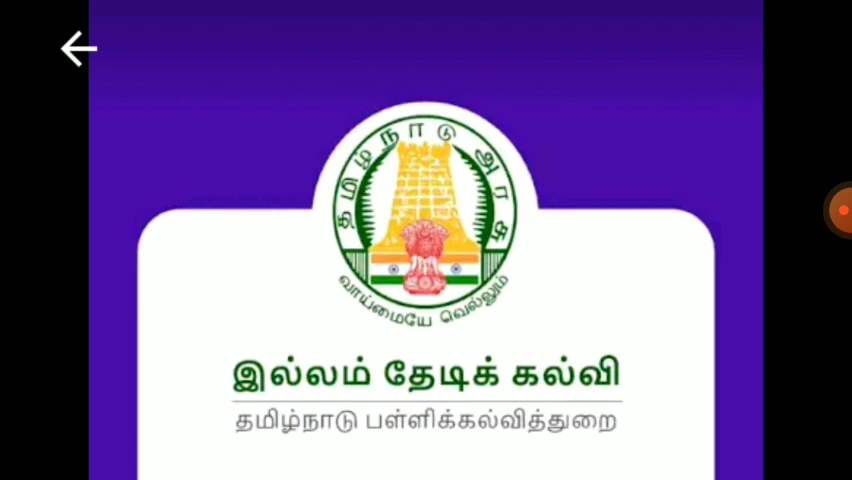 தமிழ்நாடு அரசு
வாய்மையே வெல்லும்
இல்லம் தேடிக் கல்வி
தமிழ்நாடு பள்ளிக்கல்வித்துறை